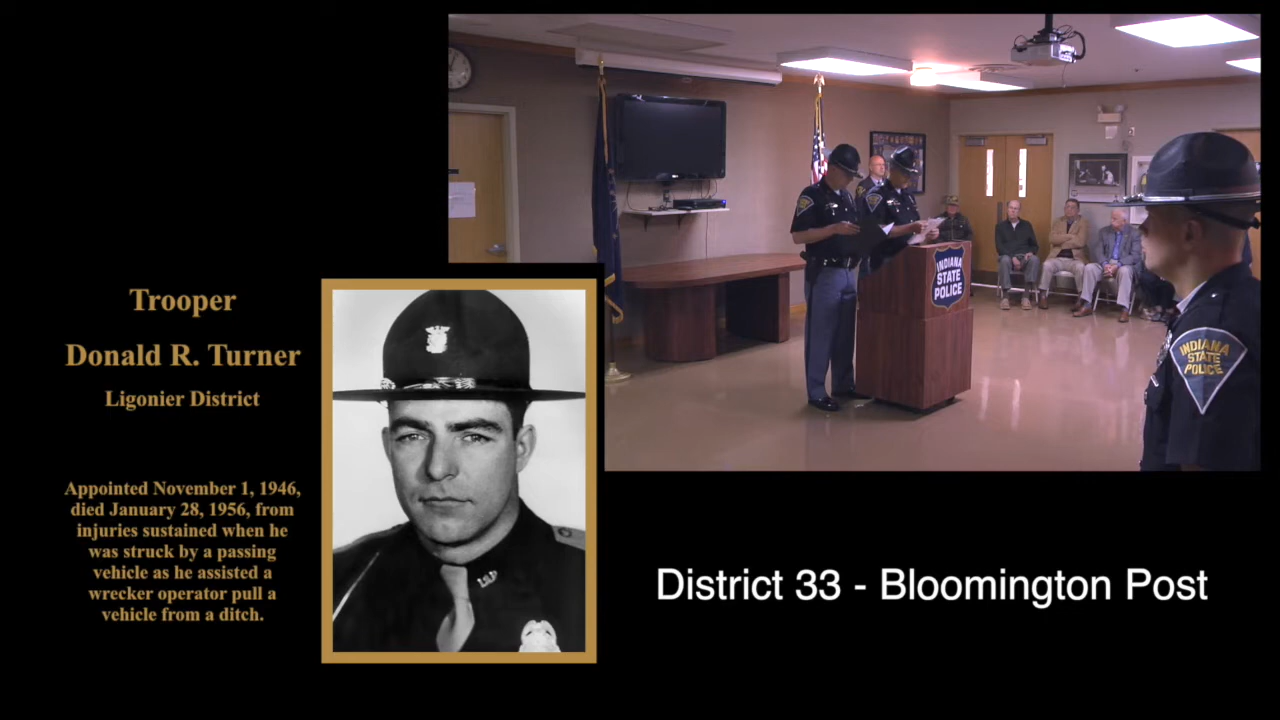 Trooper
Donald R. Turner
Ligonier District
Appointed November 1, 1946,
died January 28, 1956, from
injuries sustained when he
was struck by a passing
vehicle as he assisted a
wrecker operator pull a
vehicle from a ditch.
INDIANA
STATE
POLICE
INDIANA
STATE
POLICE
District 33 - Bloomington Post